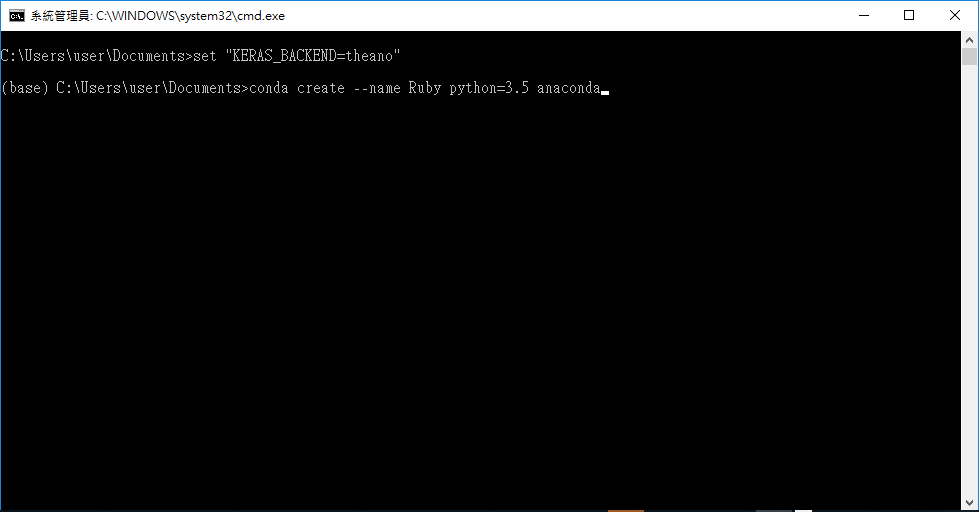 系統管理員: C:\WINDOWS\system32\cmd.exe
C:\Users\user\Documents>set "KERAS_BACKEND=theano"
(base) C:\Users\user\Documents>conda create --name Ruby python=3.5 anaconda